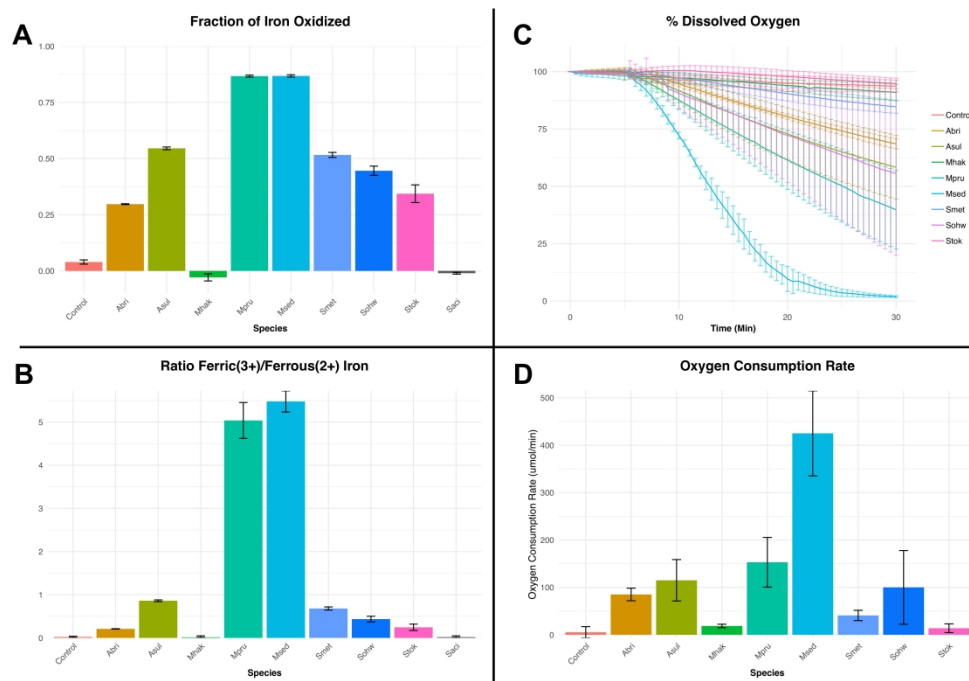 A
Fraction of Iron Oxidized
1.00
0.75
0.50
0.25
0.00
Control
Abri
Asul
Mhak
Mpru
Msed
Smet
Sohw
Stok
Saci
Species
C
% Dissolved Oxygen
100
75
50
25
0
0
10
20
30
Time (Min)
Control
Abri
Asul
Mhak
Mpru
Msed
Smet
Sohw
Stok
B
Ratio Ferric(3+)/Ferrous(2+) Iron
5
4
3
2
1
0
Control
Abri
Asul
Mhak
Mpru
Msed
Smet
Sohw
Stok
Saci
Species
D
Oxygen Consumption Rate
Oxygen Consumption Rate (umol/min)
500
400
300
200
100
0
Control
Abri
Asul
Mhak
Mpru
Msed
Smet
Sohw
Stok
Species